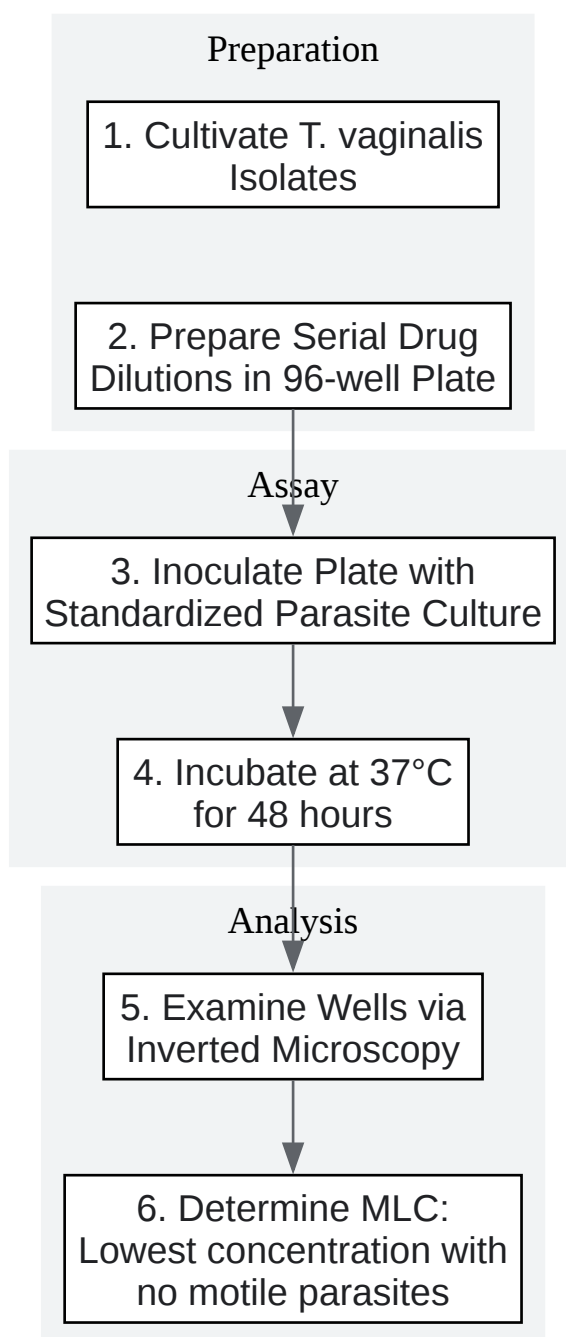 Preparation
1. Cultivate T. vaginalis
Isolates
2. Prepare Serial Drug
Dilutions in 96-well Plate
Assay
3. Inoculate Plate with
Standardized Parasite Culture
4. Incubate at 37°C
for 48 hours
Analysis
5. Examine Wells via
Inverted Microscopy
6. Determine MLC:
Lowest concentration with
no motile parasites